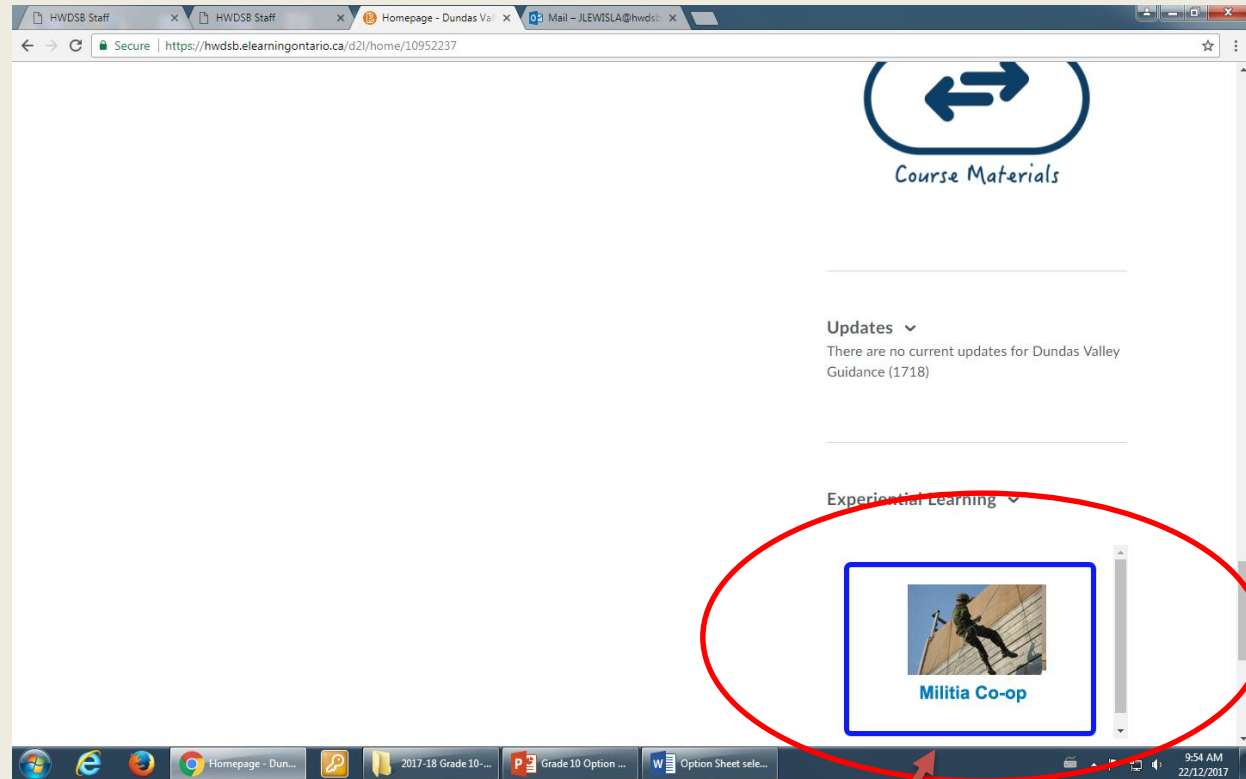 HWDSB Staff
HWDSB Staff
Homepage - Dundas Val
Mail – JLEWISLA@hwdsb
Secure | https://hwdsb.elearningontario.ca/d2l/home/10952237
Course Materials
Updates
There are no current updates for Dundas Valley
Guidance (1718)
Experiential Learning
Militia Co-op
Homepage - Dun...
2017-18 Grade 10-...
Grade 10 Option ...
Option Sheet sele...
9:54 AM
22/12/2017